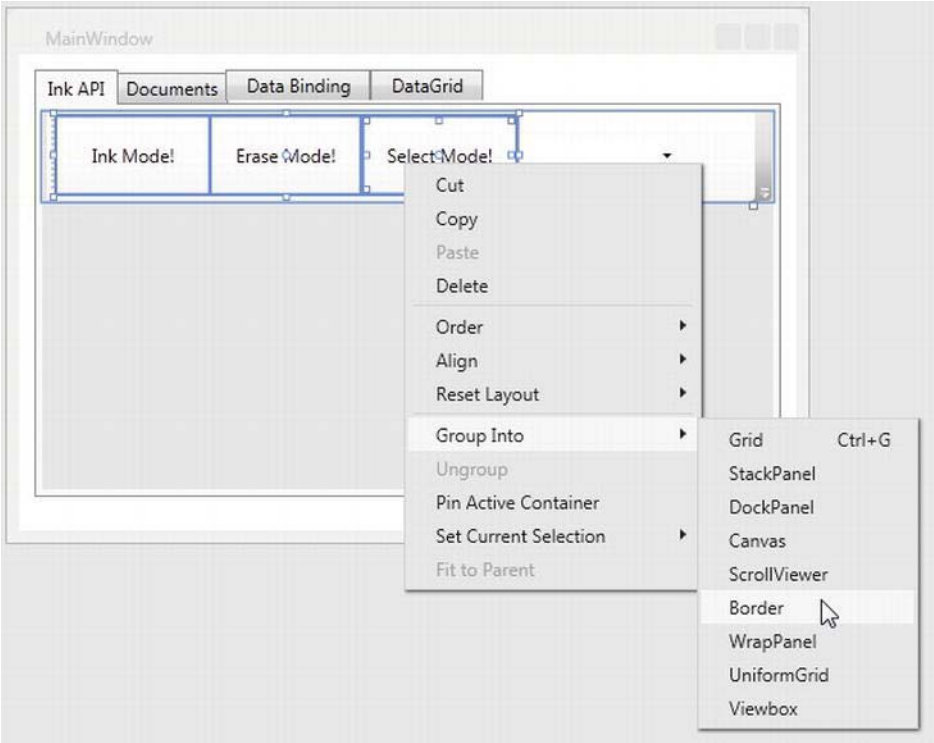 MainWindow
Ink API Documents Data Binding DataGrid
Ink Mode! Erase Mode! Select Mode!
Cut
Copy
Paste
Delete
Order
Align
Reset Layout
Group Into
Ungroup
Pin Active Container
Set Current Selection
Fit to Parent
Grid Ctrl+G
StackPanel
DockPanel
Canvas
ScrollViewer
Border
WrapPanel
UniformGrid
Viewbox